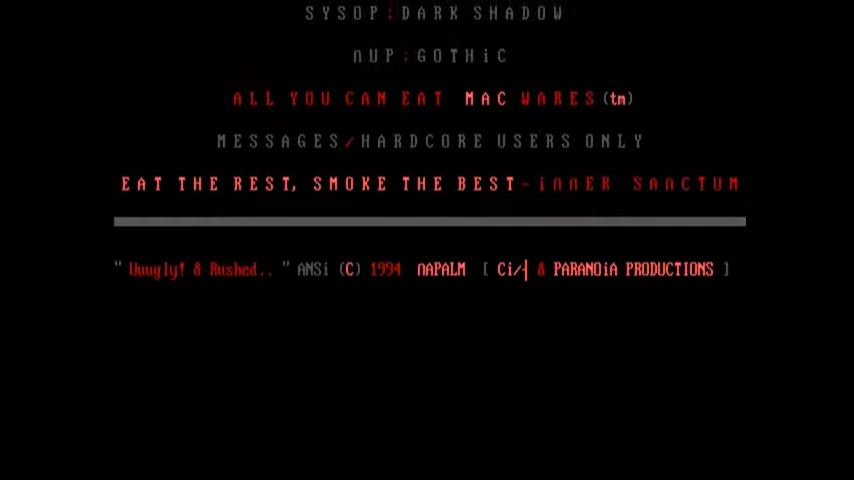 SYSOP:DARK SHADOW
NUP:GOTHiC
ALL YOU CAN EAT MAC WARES(tm)
MESSAGES/HARDCORE USERS ONLY
EAT THE REST, SMOKE THE BEST-innER SAnCTUM
"Uuugly! & Rushed.."ANSi (C) 1994 nAPALM [ Ci/┤ & PARANOiA PRODUCTIONS ]